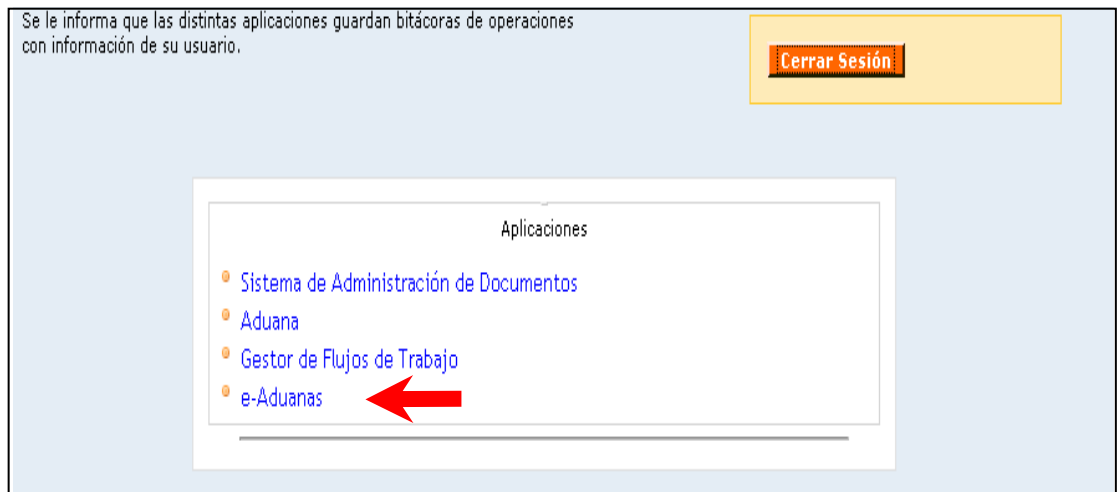 Se le informa que las distintas aplicaciones guardan bitácoras de operaciones
con información de su usuario.
Cerrar Sesión
Aplicaciones
Sistema de Administración de Documentos
Aduana
Gestor de Flujos de Trabajo
e-Aduanas